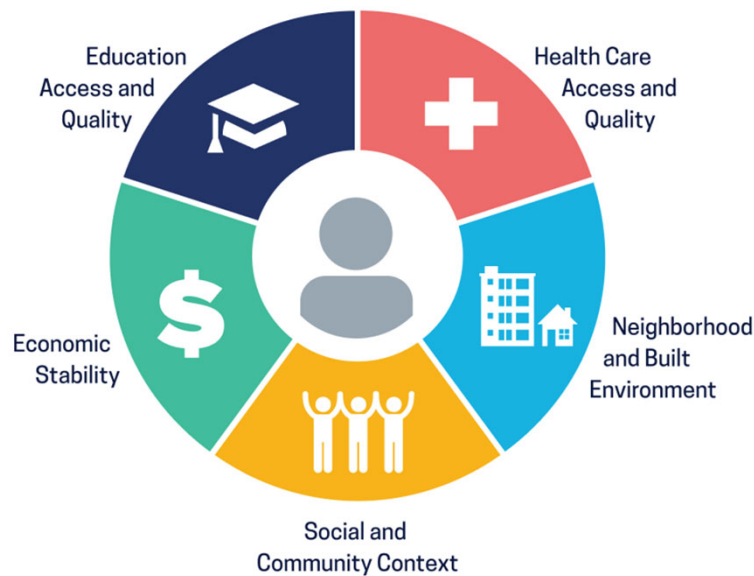 Education
Access and
Quality
Health Care
Access and
Quality
Economic
Stability
$
Neighborhood
and Built
Environment
Social and
Community Context